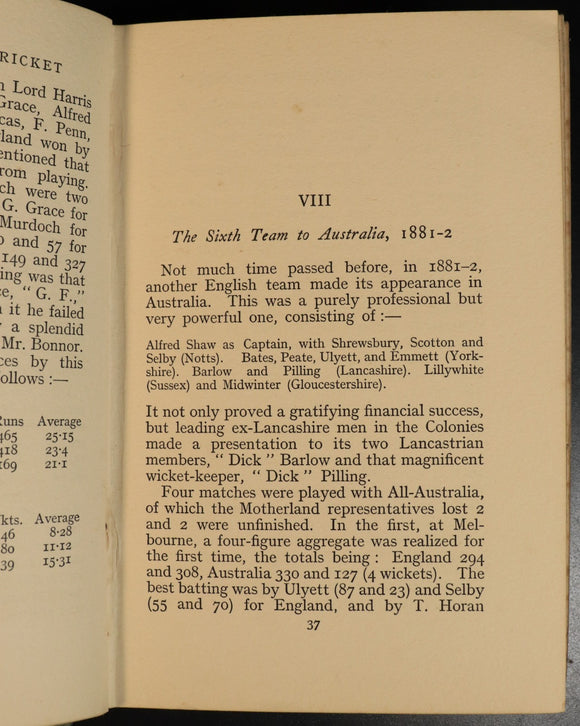 RICKET
Lord Harris
Grace, Alfred
cas, F. Penn,
land won by
entioned that
rom playing.
ch were two
G. Grace for
Murdoch for
and 57 for
149 and 327
ing was that
ce, " G. F.,"
it he failed
a splendid
Mr. Bonnor.
ces by this
ollows :—
Runs Average
465 25·15
418 23·4
169 21·1
kts. Average
46 8·28
80 11·12
39 15·31
VIII
The Sixth Team to Australia, 1881-2
Not much time passed before, in 1881–2,
another English team made its appearance in
Australia. This was a purely professional but
very powerful one, consisting of :—
Alfred Shaw as Captain, with Shrewsbury, Scotton and
Selby (Notts). Bates, Peate, Ulyett, and Emmett (York-
shire). Barlow and Pilling (Lancashire). Lillywhite
(Sussex) and Midwinter (Gloucestershire).
It not only proved a gratifying financial success,
but leading ex-Lancashire men in the Colonies
made a presentation to its two Lancastrian
members, " Dick " Barlow and that magnificent
wicket-keeper, " Dick " Pilling.
Four matches were played with All-Australia,
of which the Motherland representatives lost 2
and 2 were unfinished. In the first, at Mel-
bourne, a four-figure aggregate was realized for
the first time, the totals being : England 294
and 308, Australia 330 and 127 (4 wickets). The
best batting was by Ulyett (87 and 23) and Selby
(55 and 70) for England, and by T. Horan
37